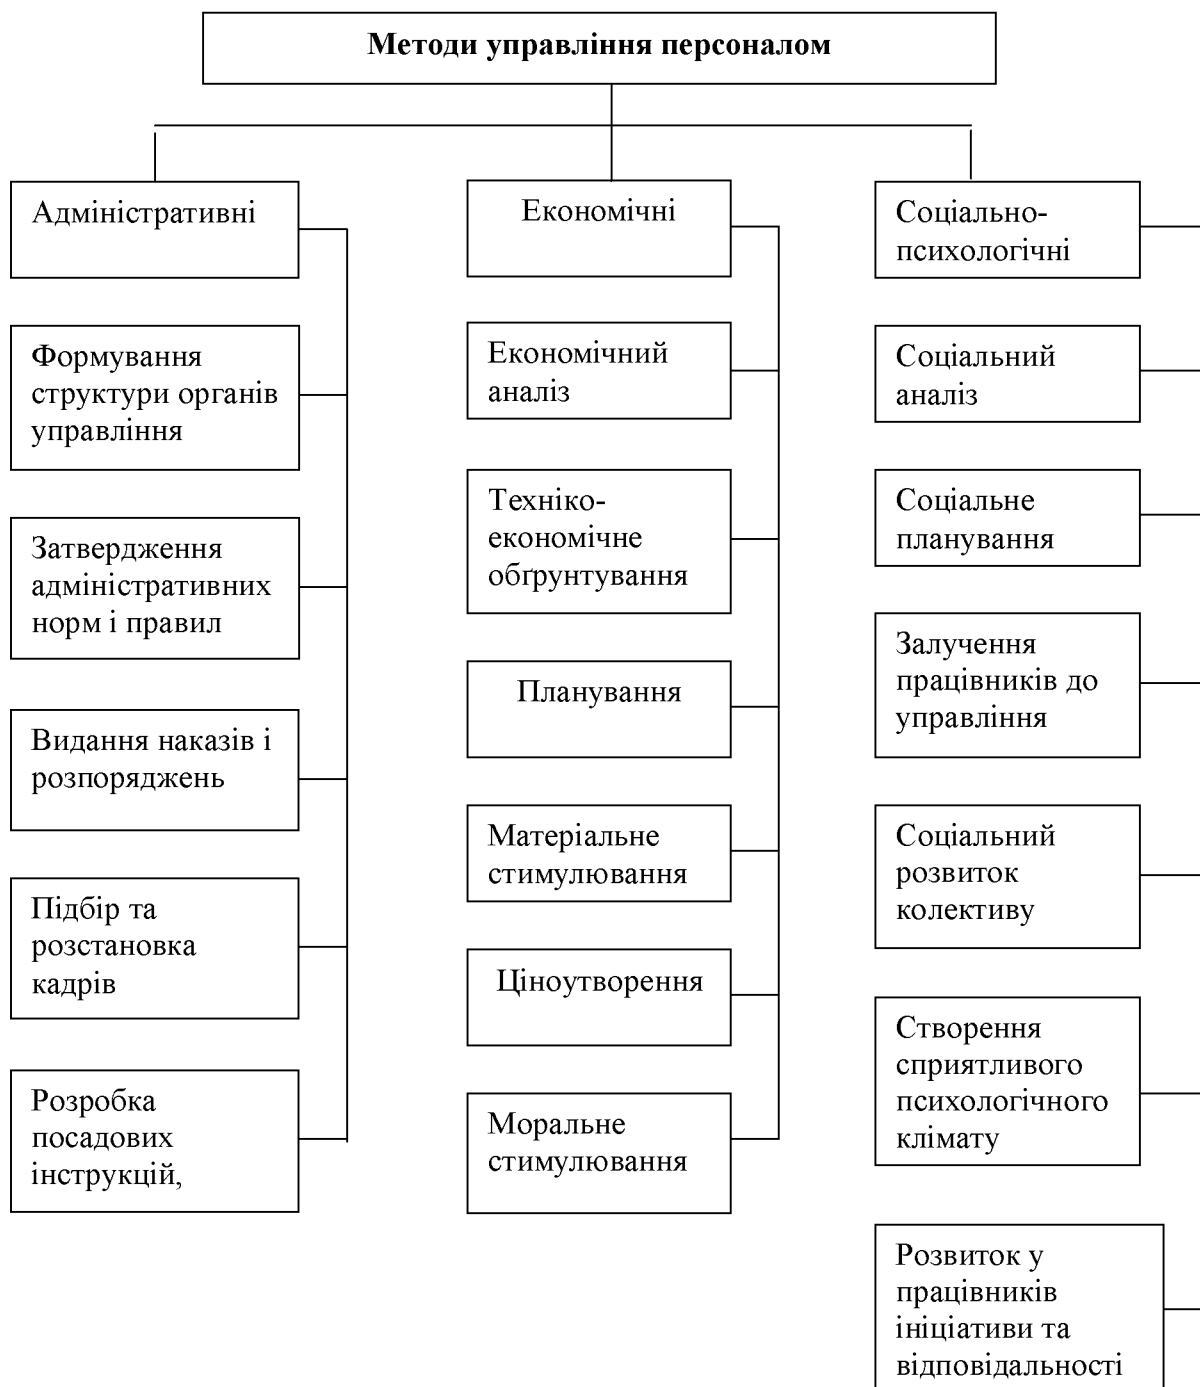 Методи управління персоналом
Адміністративні
Формування
структури органів
управління
Затвердження
адміністративних
норм і правил
Видання наказів і
розпоряджень
Підбір та
розстановка
кадрів
Розробка
посадових
інструкцій,
Економічні
Економічний
аналіз
Техніко-
економічне
обґрунтування
Планування
Матеріальне
стимулювання
Ціноутворення
Моральне
стимулювання
Соціально-
психологічні
Соціальний
аналіз
Соціальне
планування
Залучення
працівників до
управління
Соціальний
розвиток
колективу
Створення
сприятливого
психологічного
клімату
Розвиток у
працівників
ініціативи та
відповідальності